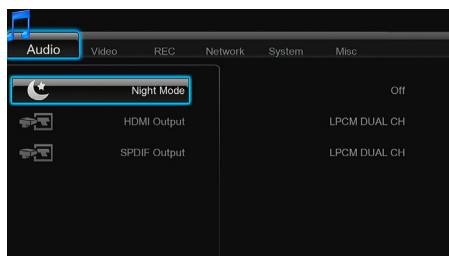 Audio Video REC Network System Misc
Night Mode Off
HDMI Output LPCM DUAL CH
SPDIF Output LPCM DUAL CH